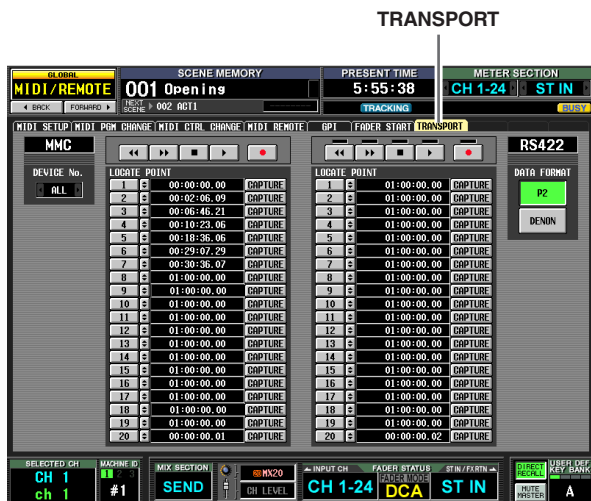 TRANSPORT
GLOBAL
MIDI/REMOTE
BACK FORWARD
SCENE MEMORY
001 Opening
NEXT SCENE 002 ACT1
PRESENT TIME
5:55:38
TRACKING
METER SECTION
CH 1-24 ST IN
BUSY
MIDI SETUP MIDI PGM CHANGE MIDI CTRL CHANGE MIDI REMOTE GPI FADER START TRANSPORT
MMC
DEVICE No.
ALL
LOCATE POINT
1 00:00:00.00 CAPTURE
2 00:02:06.09 CAPTURE
3 00:06:46.21 CAPTURE
4 00:10:23.06 CAPTURE
5 00:18:36.06 CAPTURE
6 00:29:07.29 CAPTURE
7 00:30:36.07 CAPTURE
8 01:00:00.00 CAPTURE
9 01:00:00.00 CAPTURE
10 01:00:00.00 CAPTURE
11 01:00:00.00 CAPTURE
12 01:00:00.00 CAPTURE
13 01:00:00.00 CAPTURE
14 01:00:00.00 CAPTURE
15 01:00:00.00 CAPTURE
16 01:00:00.00 CAPTURE
17 01:00:00.00 CAPTURE
18 01:00:00.00 CAPTURE
19 01:00:00.00 CAPTURE
20 00:00:00.01 CAPTURE
LOCATE POINT
1 01:00:00.00 CAPTURE
2 01:00:00.00 CAPTURE
3 01:00:00.00 CAPTURE
4 01:00:00.00 CAPTURE
5 01:00:00.00 CAPTURE
6 01:00:00.00 CAPTURE
7 01:00:00.00 CAPTURE
8 01:00:00.00 CAPTURE
9 01:00:00.00 CAPTURE
10 01:00:00.00 CAPTURE
11 01:00:00.00 CAPTURE
12 01:00:00.00 CAPTURE
13 01:00:00.00 CAPTURE
14 01:00:00.00 CAPTURE
15 01:00:00.00 CAPTURE
16 01:00:00.00 CAPTURE
17 01:00:00.00 CAPTURE
18 01:00:00.00 CAPTURE
19 01:00:00.00 CAPTURE
20 00:00:00.02 CAPTURE
RS422
DATA FORMAT
P2
DENON
SELECTED CH
CH 1
ch 1
MACHINE ID
1 2 3
#1
MIX SECTION
SEND
MX20
CH LEVEL
INPUT CH FADER STATUS ST IN/FXRTN
CH 1-24
FADER MODE
DCA
ST IN
DIRECT RECALL
MUTE MASTER
USER DEF KEY BANK
A